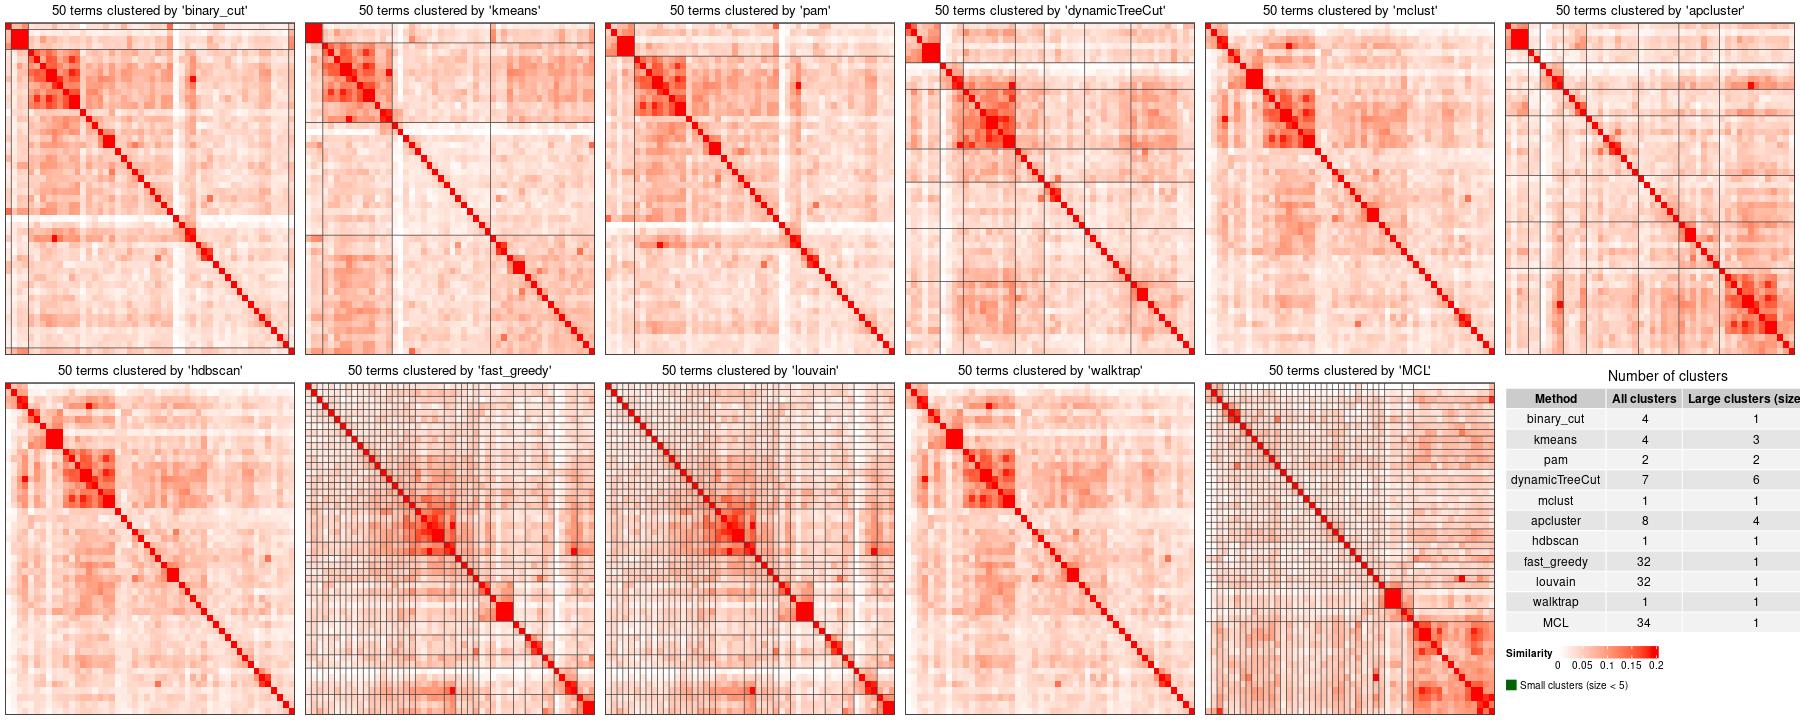 50 terms clustered by 'binary_cut'
50 terms clustered by 'kmeans'
50 terms clustered by 'pam'
50 terms clustered by 'dynamicTreeCut'
50 terms clustered by 'mclust'
50 terms clustered by 'apcluster'
50 terms clustered by 'hdbscan'
50 terms clustered by 'fast_greedy'
50 terms clustered by 'louvain'
50 terms clustered by 'walktrap'
50 terms clustered by 'MCL'
Number of clusters
Method All clusters Large clusters (size
binary_cut 4 1
kmeans 4 3
pam 2 2
dynamicTreeCut 7 6
mclust 1 1
apcluster 8 4
hdbscan 1 1
fast_greedy 32 1
louvain 32 1
walktrap 1 1
MCL 34 1
Similarity
0 0.05 0.1 0.15 0.2
Small clusters (size < 5)